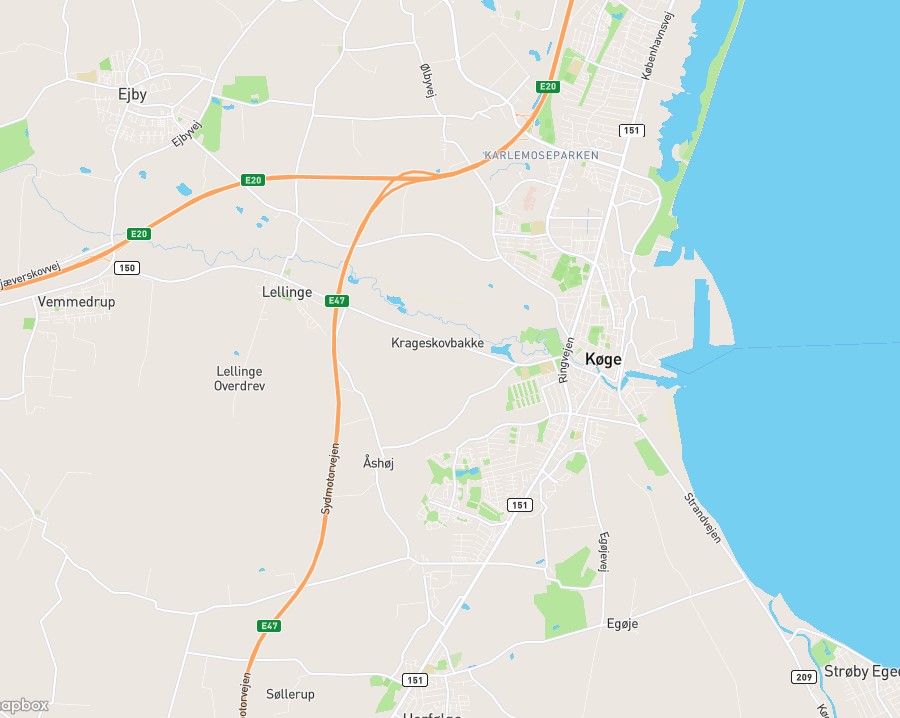 Københavnsvej
Ølbyvej
E20
Ejby
151
Ejbyvej
KARLEMOSEPARKEN
E20
E20
150
Lellinge
E47
Vemmedrup
Krageskovbakke
Ringvejen
Køge
Lellinge
Overdrev
Åshøj
Sydmotorvejen
151
Strandvejen
Egøjevej
E47
Egøje
Strøby Eged
209
151
Søllerup